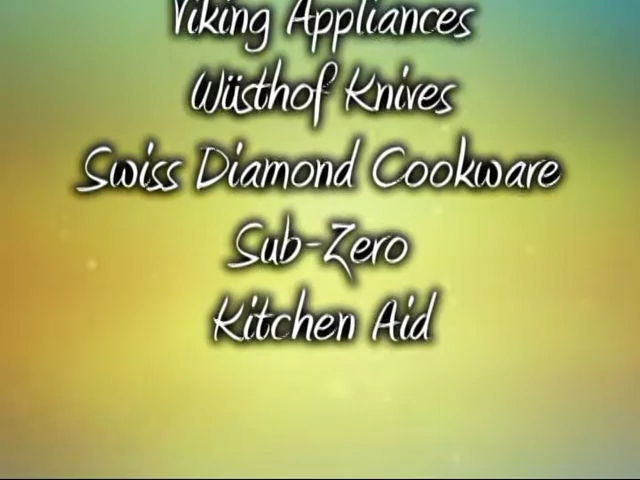 Viking Appliances
Wüsthof Knives
Swiss Diamond Cookware
Sub-Zero
Kitchen Aid